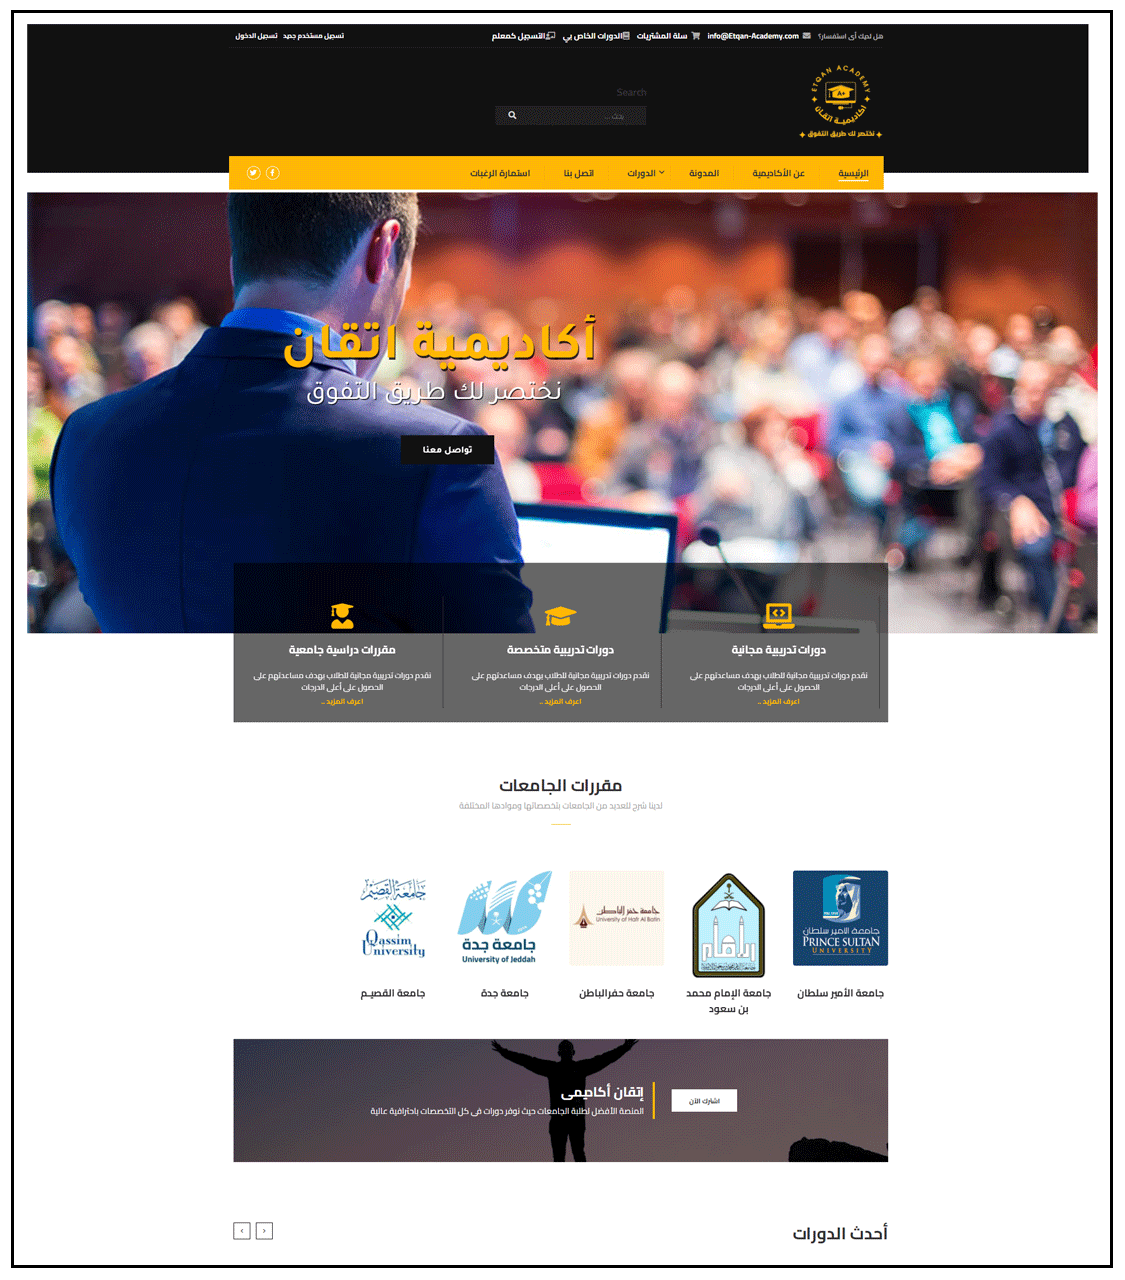 هل لديك أى استفسار؟ info@Etqan-Academy.com سلة المشتريات الدورات الخاص بي التسجيل كمعلم
تسجيل مستخدم جديد تسجيل الدخول
ETQAN ACADEMY
A+
اكاديمية اتقان
نختصر لك طريق التفوق
Search
بحث ...
الرئيسية عن الأكاديمية المدونة الدورات اتصل بنا استمارة الرغبات
أكاديمية اتقان
نختصر لك طريق التفوق
تواصل معنا
دورات تدريبية مجانية
نقدم دورات تدريبية مجانية للطلاب بهدف مساعدتهم على
الحصول على أعلى الدرجات
اعرف المزيد ..
دورات تدريبية متخصصة
نقدم دورات تدريبية مجانية للطلاب بهدف مساعدتهم على
الحصول على أعلى الدرجات
اعرف المزيد ..
مقررات دراسية جامعية
نقدم دورات تدريبية مجانية للطلاب بهدف مساعدتهم على
الحصول على أعلى الدرجات
اعرف المزيد ..
مقررات الجامعات
لدينا شرح للعديد من الجامعات بتخصصاتها وموادها المختلفة
جامعة الامير سلطان
PRINCE SULTAN
UNIVERSITY
جامعة الأمير سلطان
الإمام
جامعة الإمام محمد
بن سعود
جامعة حفر الباطن
University of Hafr Al Batin
جامعة حفرالباطن
جامعة جدة
University of Jeddah
جامعة جدة
جامعة القصيم
Qassim
University
جامعة القصيـم
إتقان أكاديمى
المنصة الأفضل لطلبة الجامعات حيث نوفر دورات فى كل التخصصات باحترافية عالية
اشترك الآن
أحدث الدورات